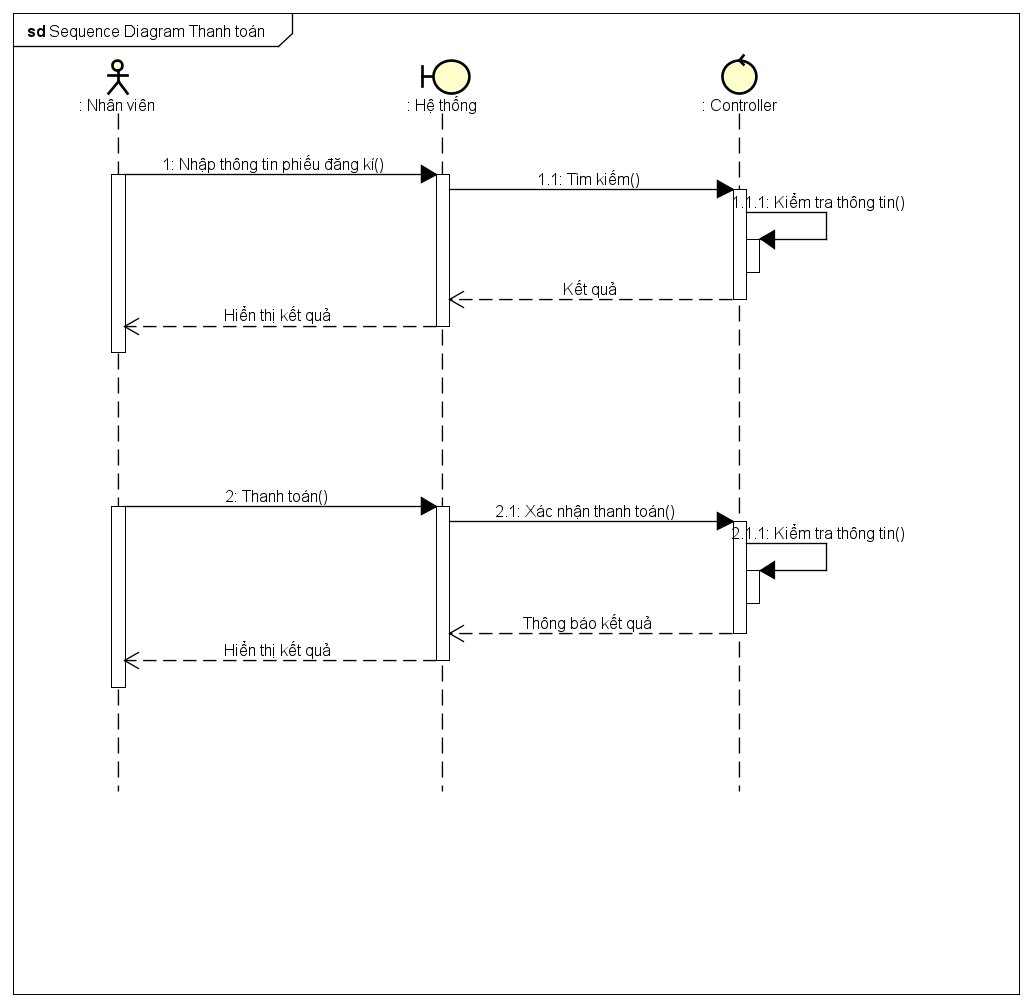 sd Sequence Diagram Thanh toán
: Nhân viên
: Hệ thống
: Controller
1: Nhập thông tin phiếu đăng kí()
1.1: Tìm kiếm()
1.1.1: Kiểm tra thông tin()
Kết quả
Hiển thị kết quả
2: Thanh toán()
2.1: Xác nhận thanh toán()
2.1.1: Kiểm tra thông tin()
Thông báo kết quả
Hiển thị kết quả